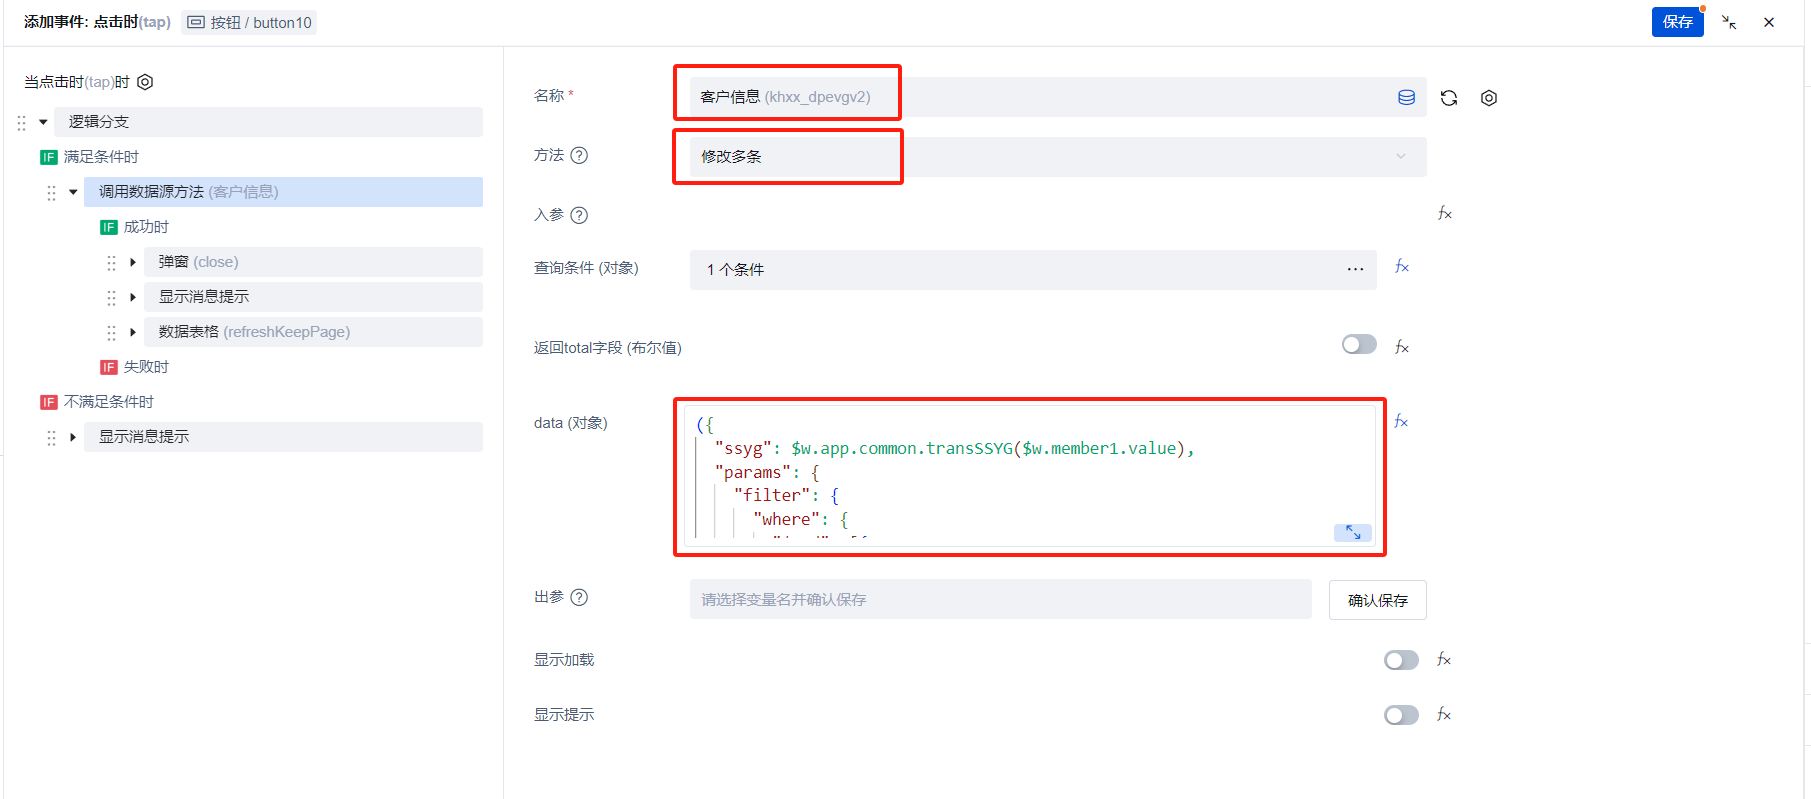 添加事件: 点击时(tap) 按钮 / button10
保存
当点击时(tap)时
逻辑分支
IF 满足条件时
调用数据源方法 (客户信息)
IF 成功时
弹窗 (close)
显示消息提示
数据表格 (refreshKeepPage)
IF 失败时
IF 不满足条件时
显示消息提示
名称 * 客户信息 (khxx_dpevgv2)
方法 ? 修改多条
入参 ? fx
查询条件 (对象) 1 个条件 ... fx
返回total字段 (布尔值) fx
data (对象) fx
({
"ssyg": $w.app.common.transSSYG($w.member1.value),
"params": {
"filter": {
"where": {
出参 ? 请选择变量名并确认保存 确认保存
显示加载 fx
显示提示 fx